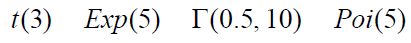 t(3) Exp(5) Γ(0.5, 10) Poi(5)